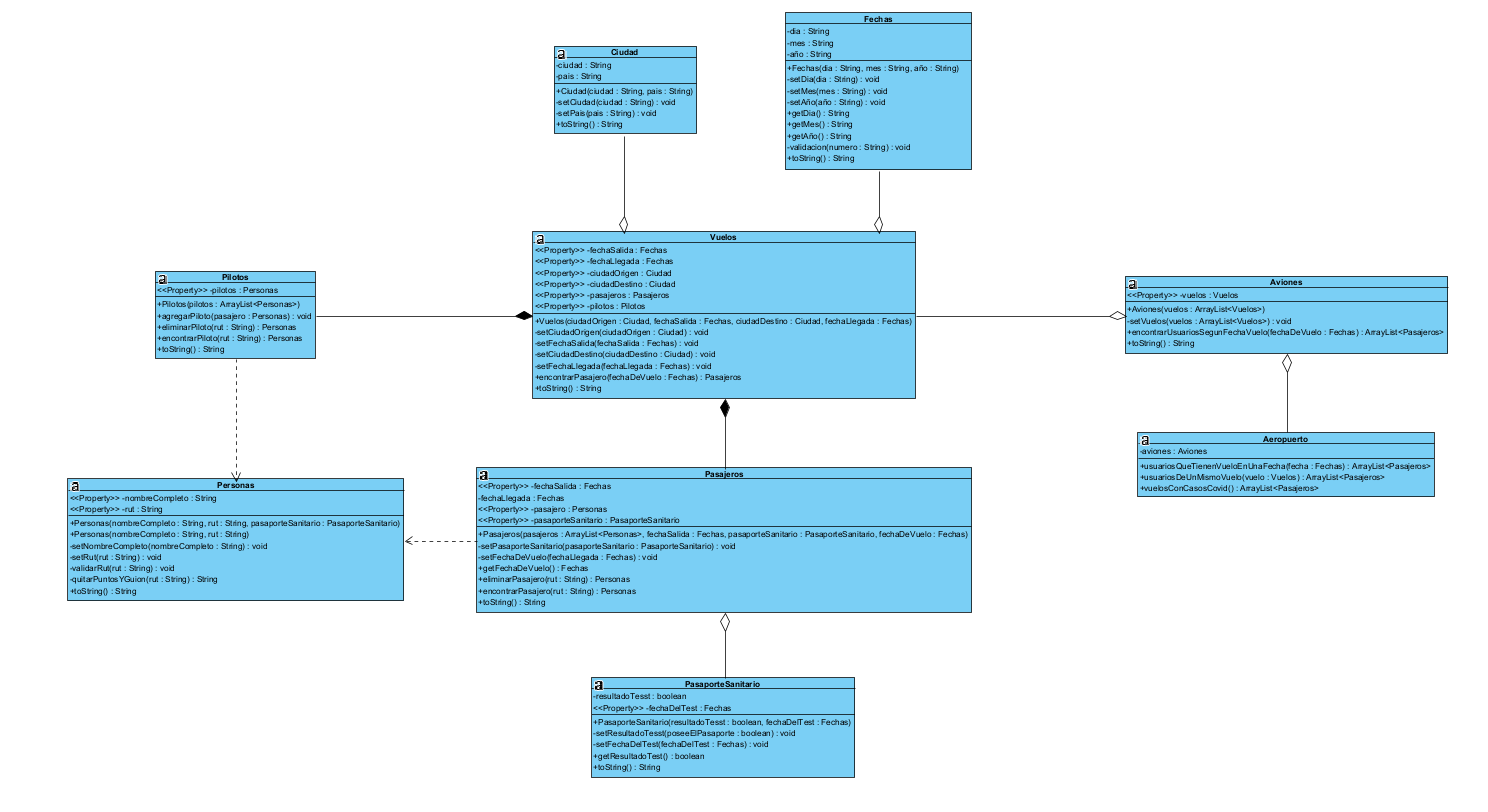 Fechas
-dia : String
-mes : String
-año : String
+Fechas(dia : String, mes : String, año : String)
-setDia(dia : String) : void
-setMes(mes : String) : void
-setAño(año : String) : void
+getDia() : String
+getMes() : String
+getAño() : String
-validacion(numero : String) : void
+toString() : String
a
Ciudad
-ciudad : String
-pais : String
+Ciudad(ciudad : String, pais : String)
-setCiudad(ciudad : String) : void
-setPais(pais : String) : void
+toString() : String
a
Vuelos
<<Property>> -fechaSalida : Fechas
<<Property>> -fechaLlegada : Fechas
<<Property>> -ciudadOrigen : Ciudad
<<Property>> -ciudadDestino : Ciudad
<<Property>> -pasajeros : Pasajeros
<<Property>> -pilotos : Pilotos
+Vuelos(ciudadOrigen : Ciudad, fechaSalida : Fechas, ciudadDestino : Ciudad, fechaLlegada : Fechas)
-setCiudadOrigen(ciudadOrigen : Ciudad) : void
-setFechaSalida(fechaSalida : Fechas) : void
-setCiudadDestino(ciudadDestino : Ciudad) : void
-setFechaLlegada(fechaLlegada : Fechas) : void
+encontrarPasajero(fechaDeVuelo : Fechas) : Pasajeros
+toString() : String
a
Pilotos
<<Property>> -pilotos : Personas
+Pilotos(pilotos : ArrayList<Personas>)
+agregarPiloto(pasajero : Personas) : void
+eliminarPiloto(rut : String) : Personas
+encontrarPiloto(rut : String) : Personas
+toString() : String
a
Aviones
<<Property>> -vuelos : Vuelos
+Aviones(vuelos : ArrayList<Vuelos>)
-setVuelos(vuelos : ArrayList<Vuelos>) : void
+encontrarUsuariosSegunFechaVuelo(fechaDeVuelo : Fechas) : ArrayList<Pasajeros>
+toString() : String
a
Aeropuerto
-aviones : Aviones
+usuariosQueTienenVueloEnUnaFecha(fecha : Fechas) : ArrayList<Pasajeros>
+usuariosDeUnMismoVuelo(vuelo : Vuelos) : ArrayList<Pasajeros>
+vuelosConCasosCovid() : ArrayList<Pasajeros>
a
Personas
<<Property>> -nombreCompleto : String
<<Property>> -rut : String
+Personas(nombreCompleto : String, rut : String, pasaporteSanitario : PasaporteSanitario)
+Personas(nombreCompleto : String, rut : String)
-setNombreCompleto(nombreCompleto : String) : void
-setRut(rut : String) : void
-validarRut(rut : String) : void
-quitarPuntosYGuion(rut : String) : String
+toString() : String
a
Pasajeros
<<Property>> -fechaSalida : Fechas
-fechaLlegada : Fechas
<<Property>> -pasajero : Personas
<<Property>> -pasaporteSanitario : PasaporteSanitario
+Pasajeros(pasajeros : ArrayList<Personas>, fechaSalida : Fechas, pasaporteSanitario : PasaporteSanitario, fechaDeVuelo : Fechas)
-setPasaporteSanitario(pasaporteSanitario : PasaporteSanitario) : void
-setFechaDeVuelo(fechaLlegada : Fechas) : void
+getFechaDeVuelo() : Fechas
+eliminarPasajero(rut : String) : Personas
+encontrarPasajero(rut : String) : Personas
+toString() : String
a
PasaporteSanitario
-resultadoTesst : boolean
<<Property>> -fechaDelTest : Fechas
+PasaporteSanitario(resultadoTesst : boolean, fechaDelTest : Fechas)
-setResultadoTesst(poseeElPasaporte : boolean) : void
-setFechaDelTest(fechaDelTest : Fechas) : void
+getResultadoTest() : boolean
+toString() : String